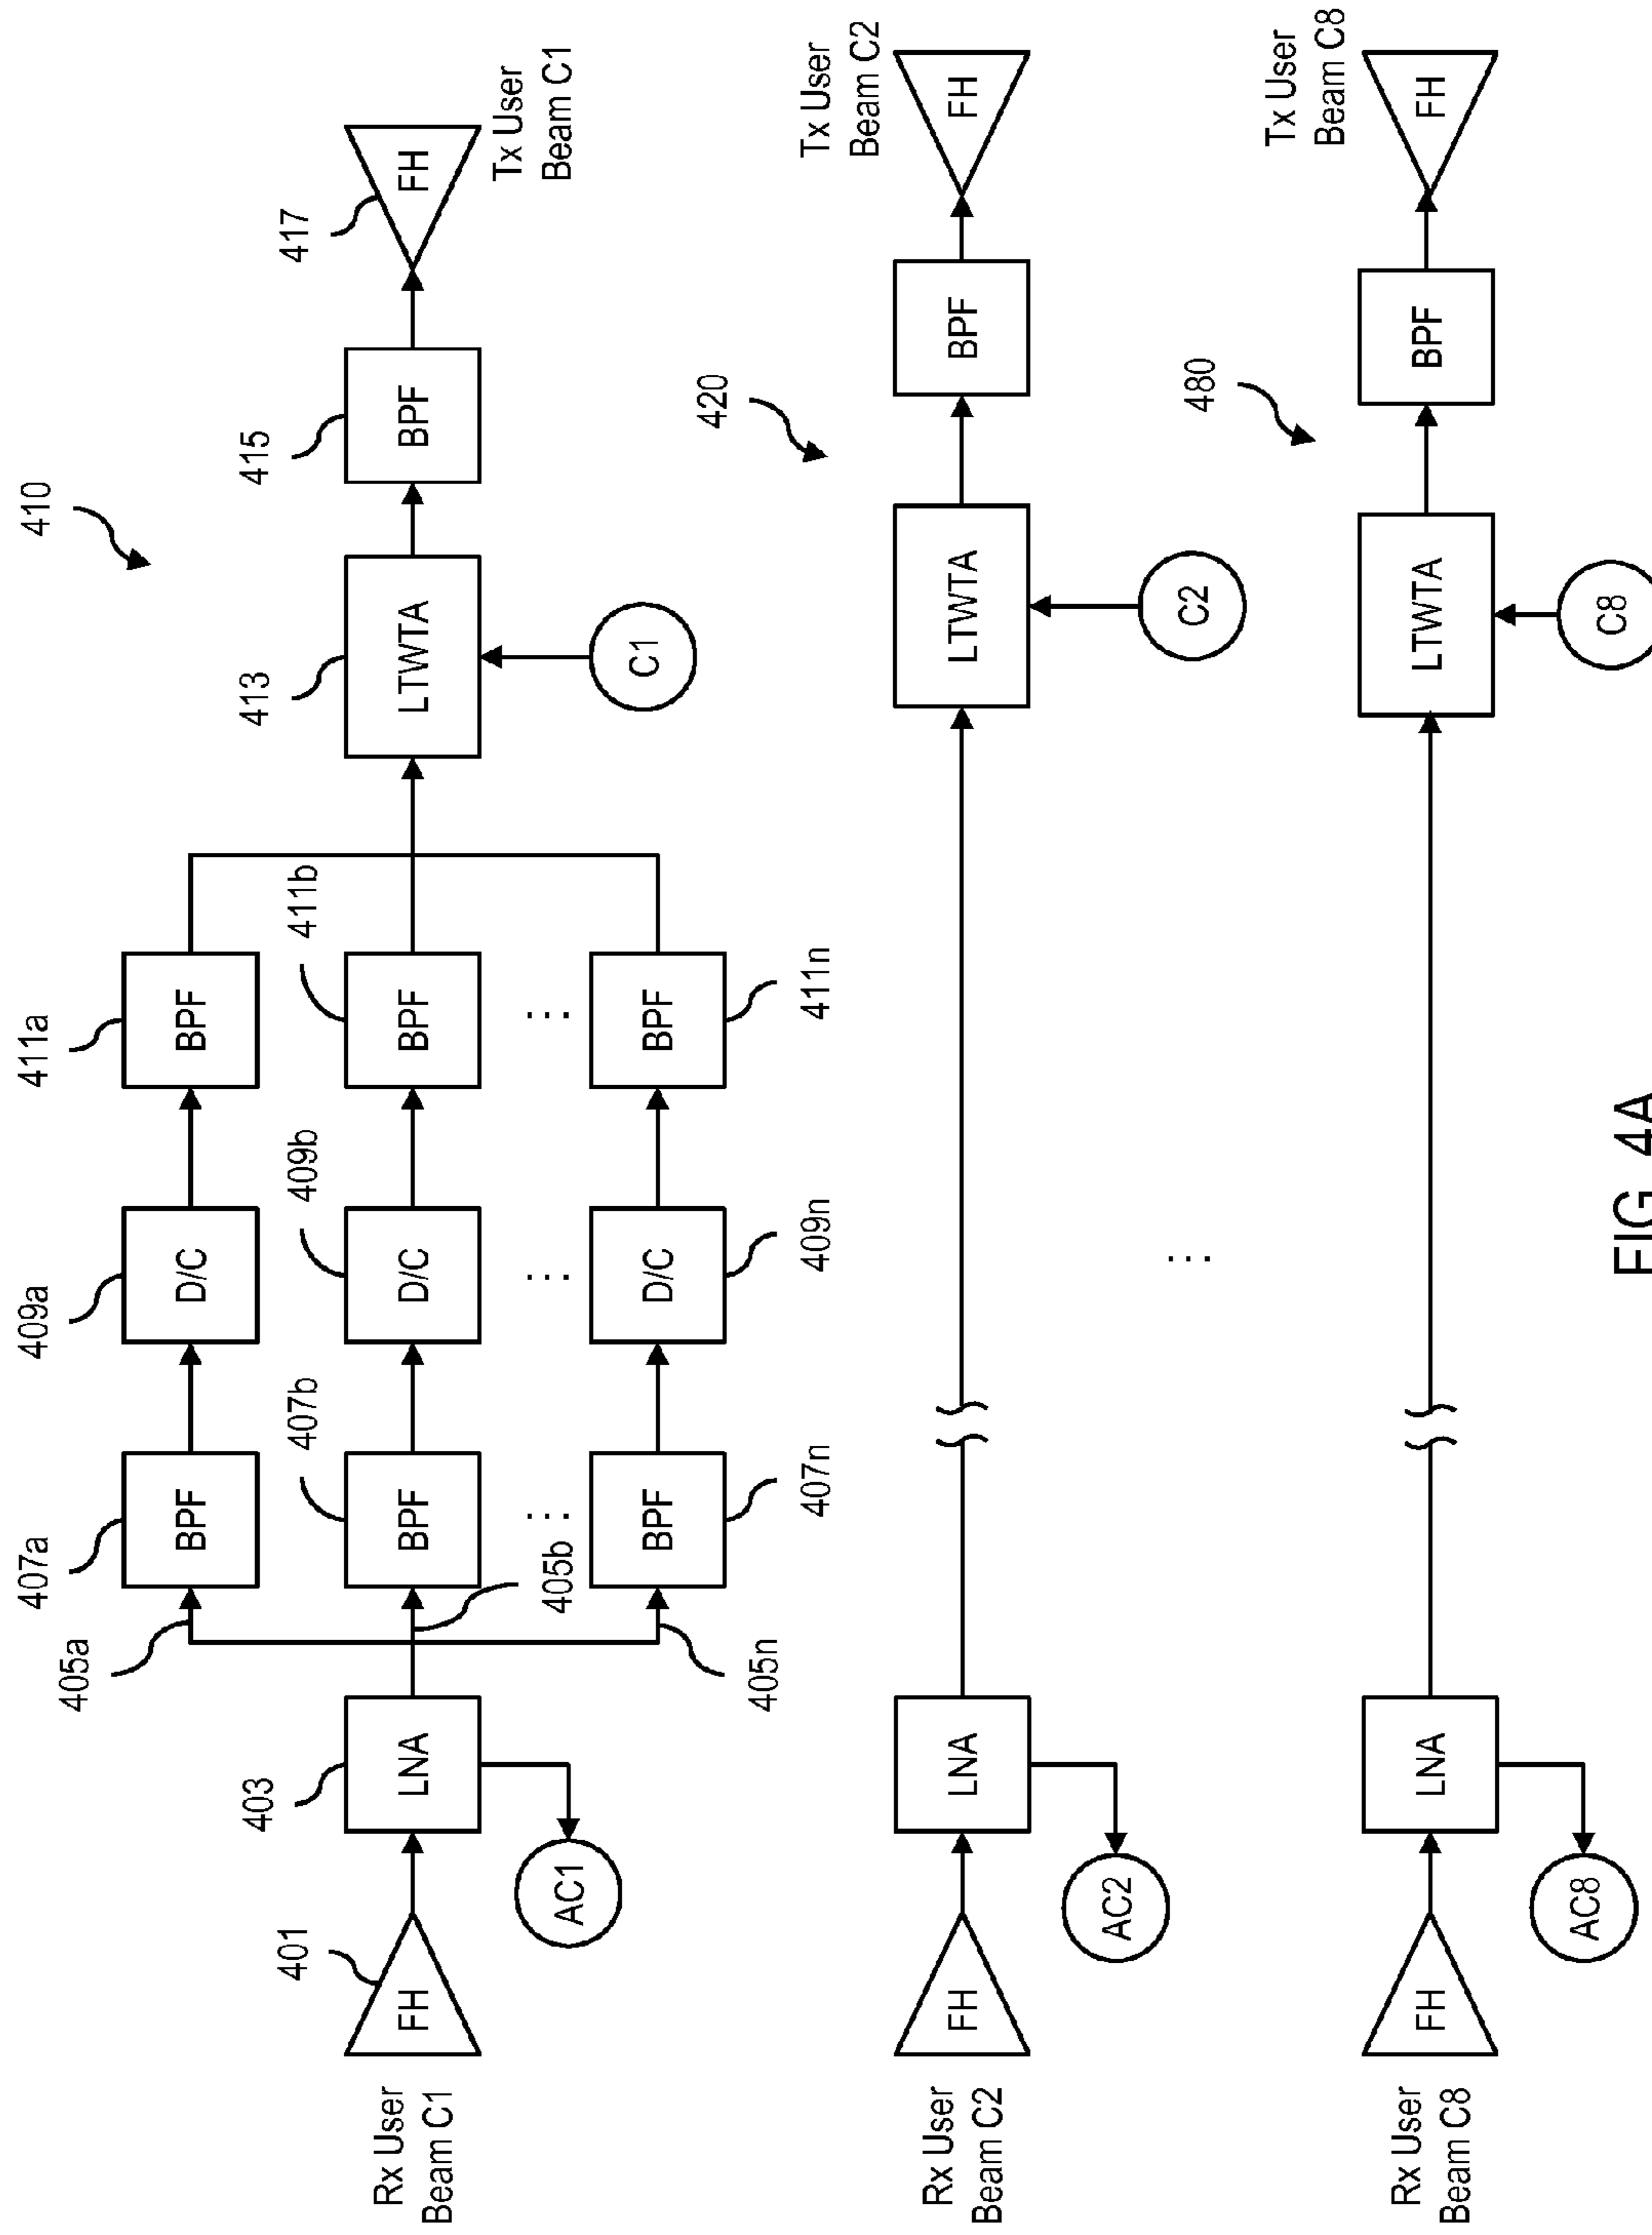 410
Rx User
Beam C1
401
FH
AC1
403
LNA
405a
405b
405n
407a
BPF
409a
D/C
411a
BPF
407b
BPF
409b
D/C
411b
BPF
...
...
...
BPF
407n
D/C
409n
BPF
411n
413
LTWTA
C1
415
BPF
417
FH
Tx User
Beam C1
420
Rx User
Beam C2
FH
LNA
AC2
LTWTA
C2
BPF
FH
Tx User
Beam C2
...
480
Rx User
Beam C8
FH
LNA
AC8
LTWTA
C8
BPF
FH
Tx User
Beam C8
FIG. 4A